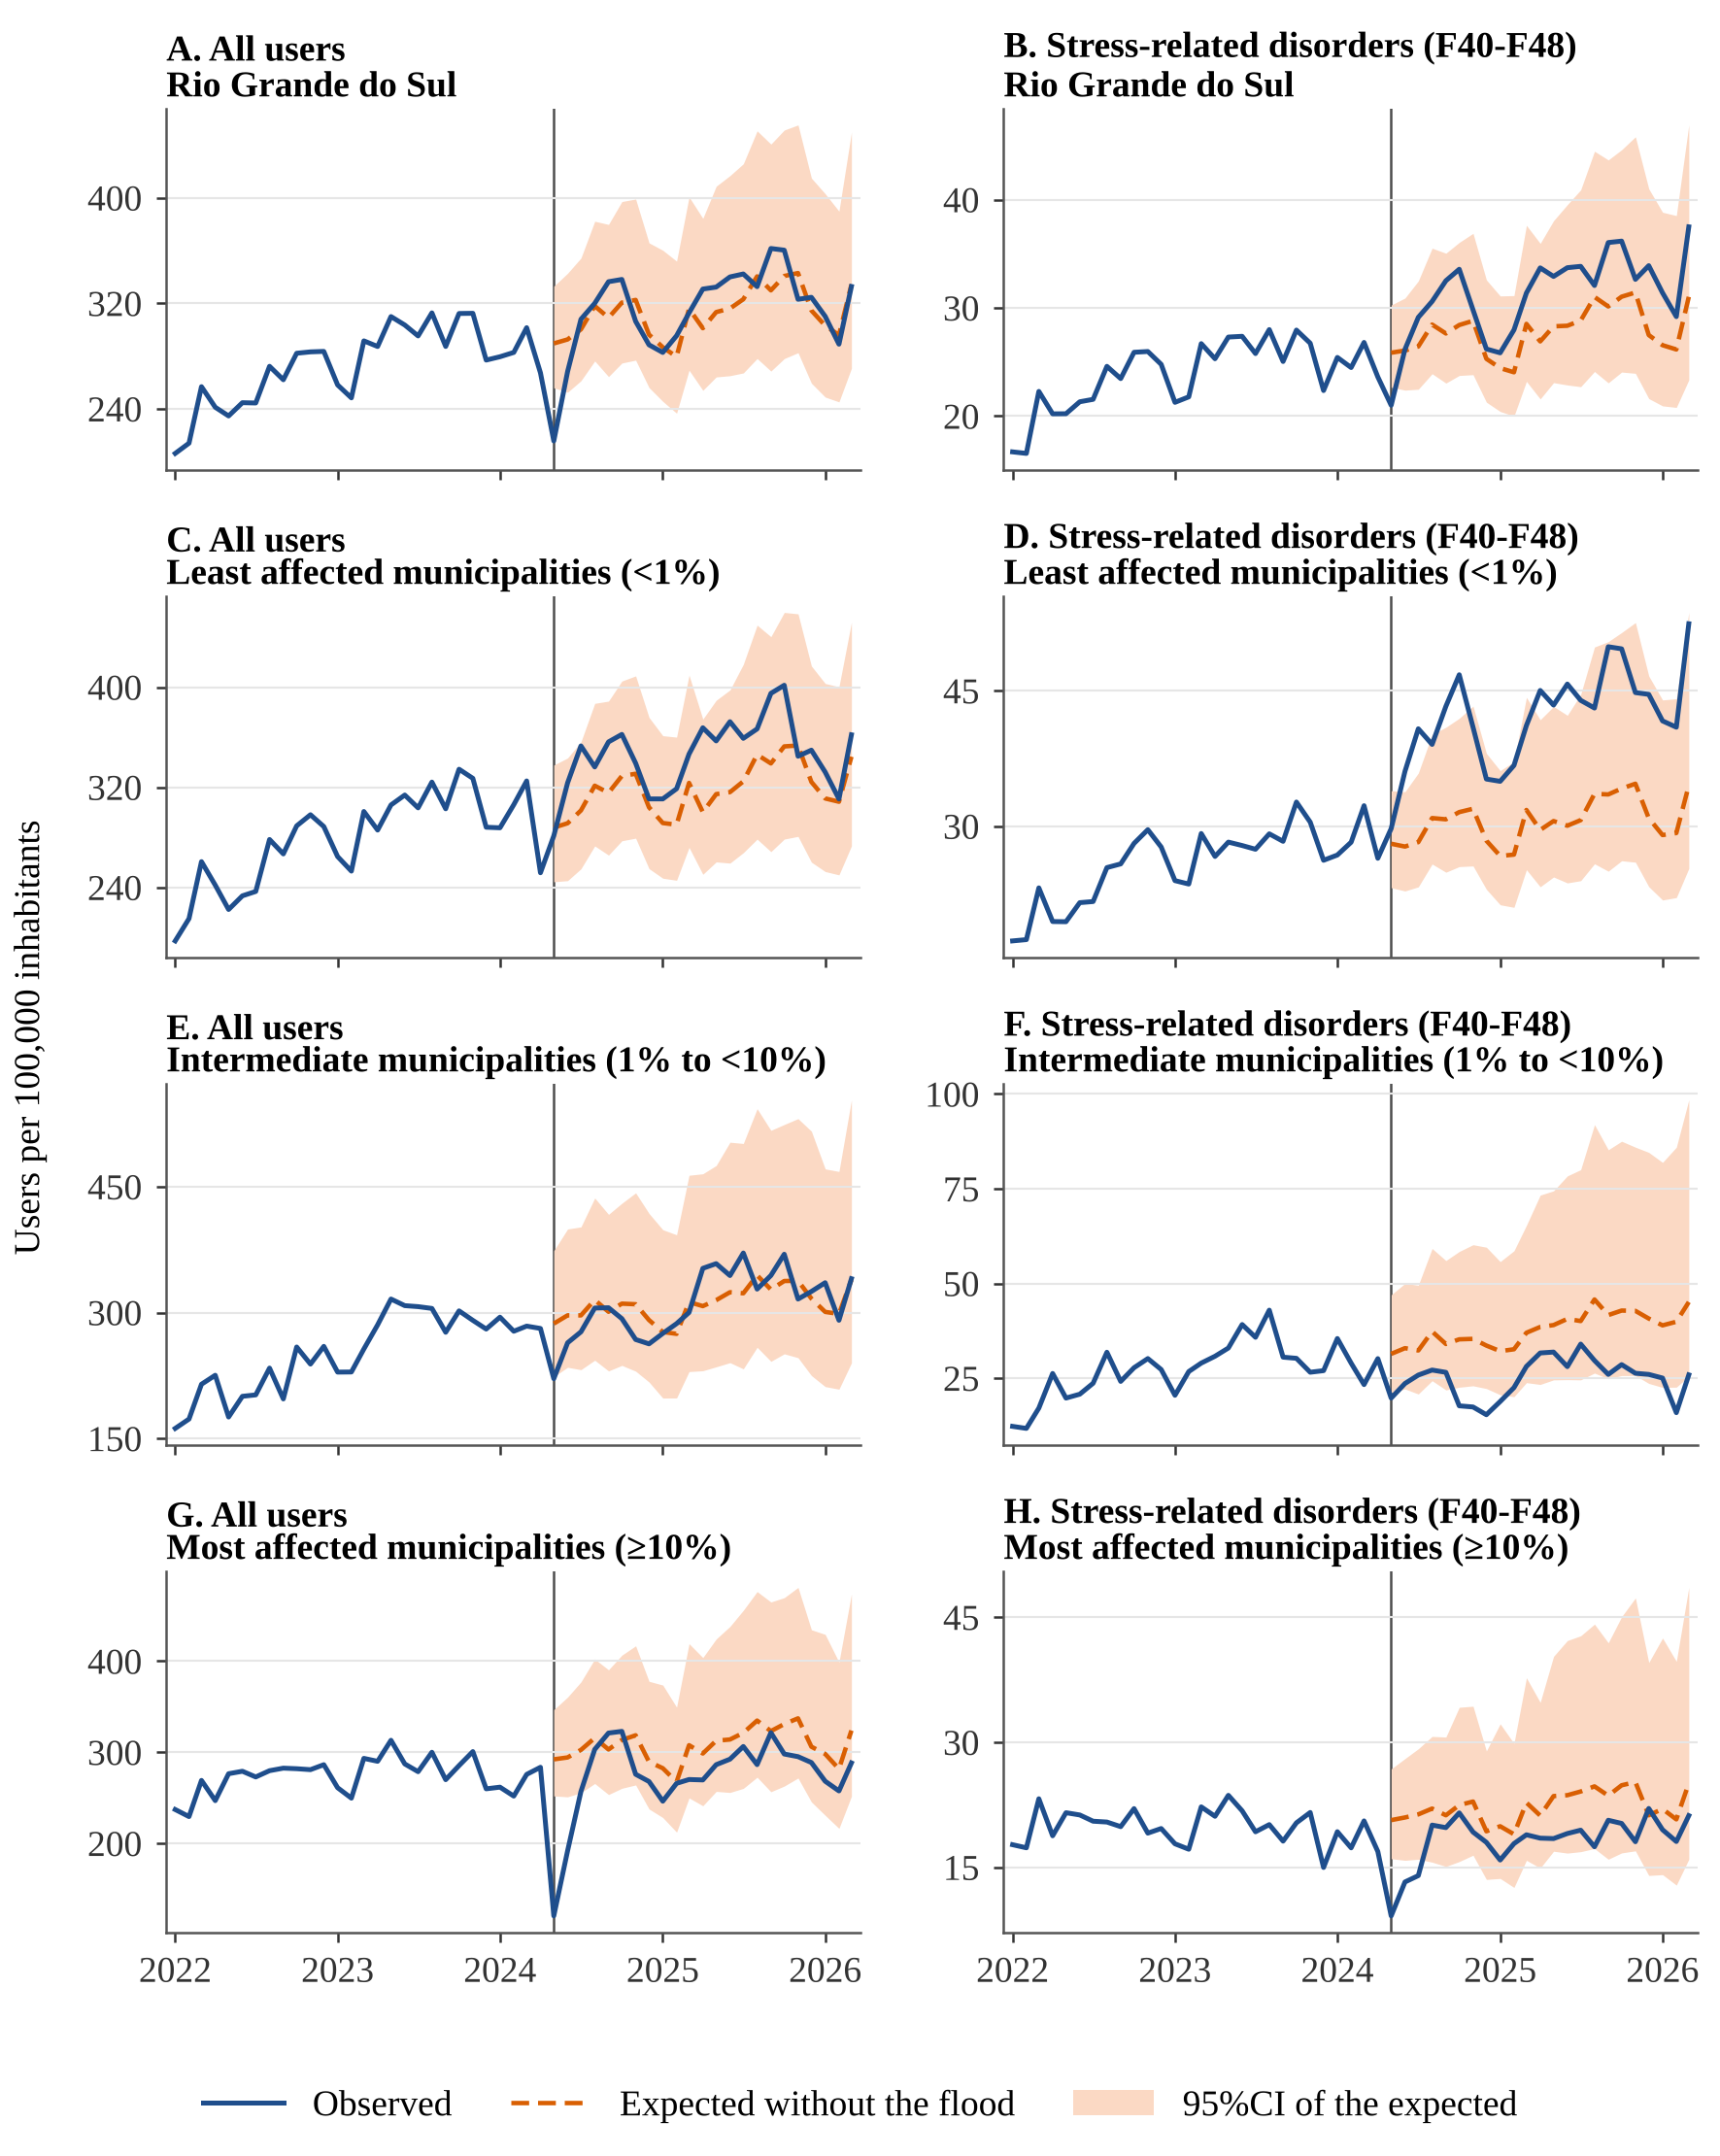 A. All users
Rio Grande do Sul
400
320
240
B. Stress-related disorders (F40-F48)
Rio Grande do Sul
40
30
20
C. All users
Least affected municipalities (<1%)
400
320
240
D. Stress-related disorders (F40-F48)
Least affected municipalities (<1%)
45
30
Users per 100,000 inhabitants
E. All users
Intermediate municipalities (1% to <10%)
450
300
150
F. Stress-related disorders (F40-F48)
Intermediate municipalities (1% to <10%)
100
75
50
25
G. All users
Most affected municipalities (≥10%)
400
300
200
2022 2023 2024 2025 2026
H. Stress-related disorders (F40-F48)
Most affected municipalities (≥10%)
45
30
15
2022 2023 2024 2025 2026
Observed Expected without the flood 95%CI of the expected